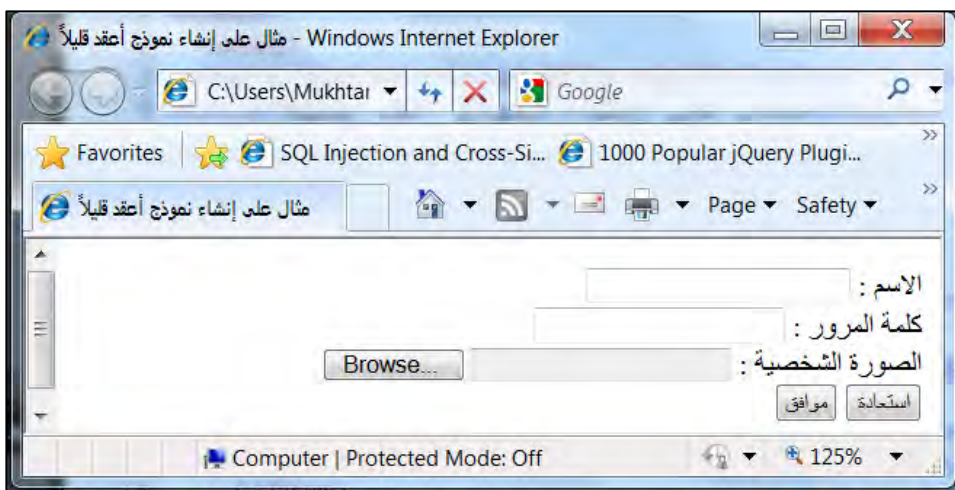 مثال على إنشاء نموذج أعقد قليلاً - Windows Internet Explorer
C:\Users\Mukhtar Google
Favorites SQL Injection and Cross-Si... 1000 Popular jQuery Plugi...
مثال على إنشاء نموذج أعقد قليلاً Page Safety
الاسم :
كلمة المرور :
الصورة الشخصية : Browse...
استعادة موافق
Computer | Protected Mode: Off 125%